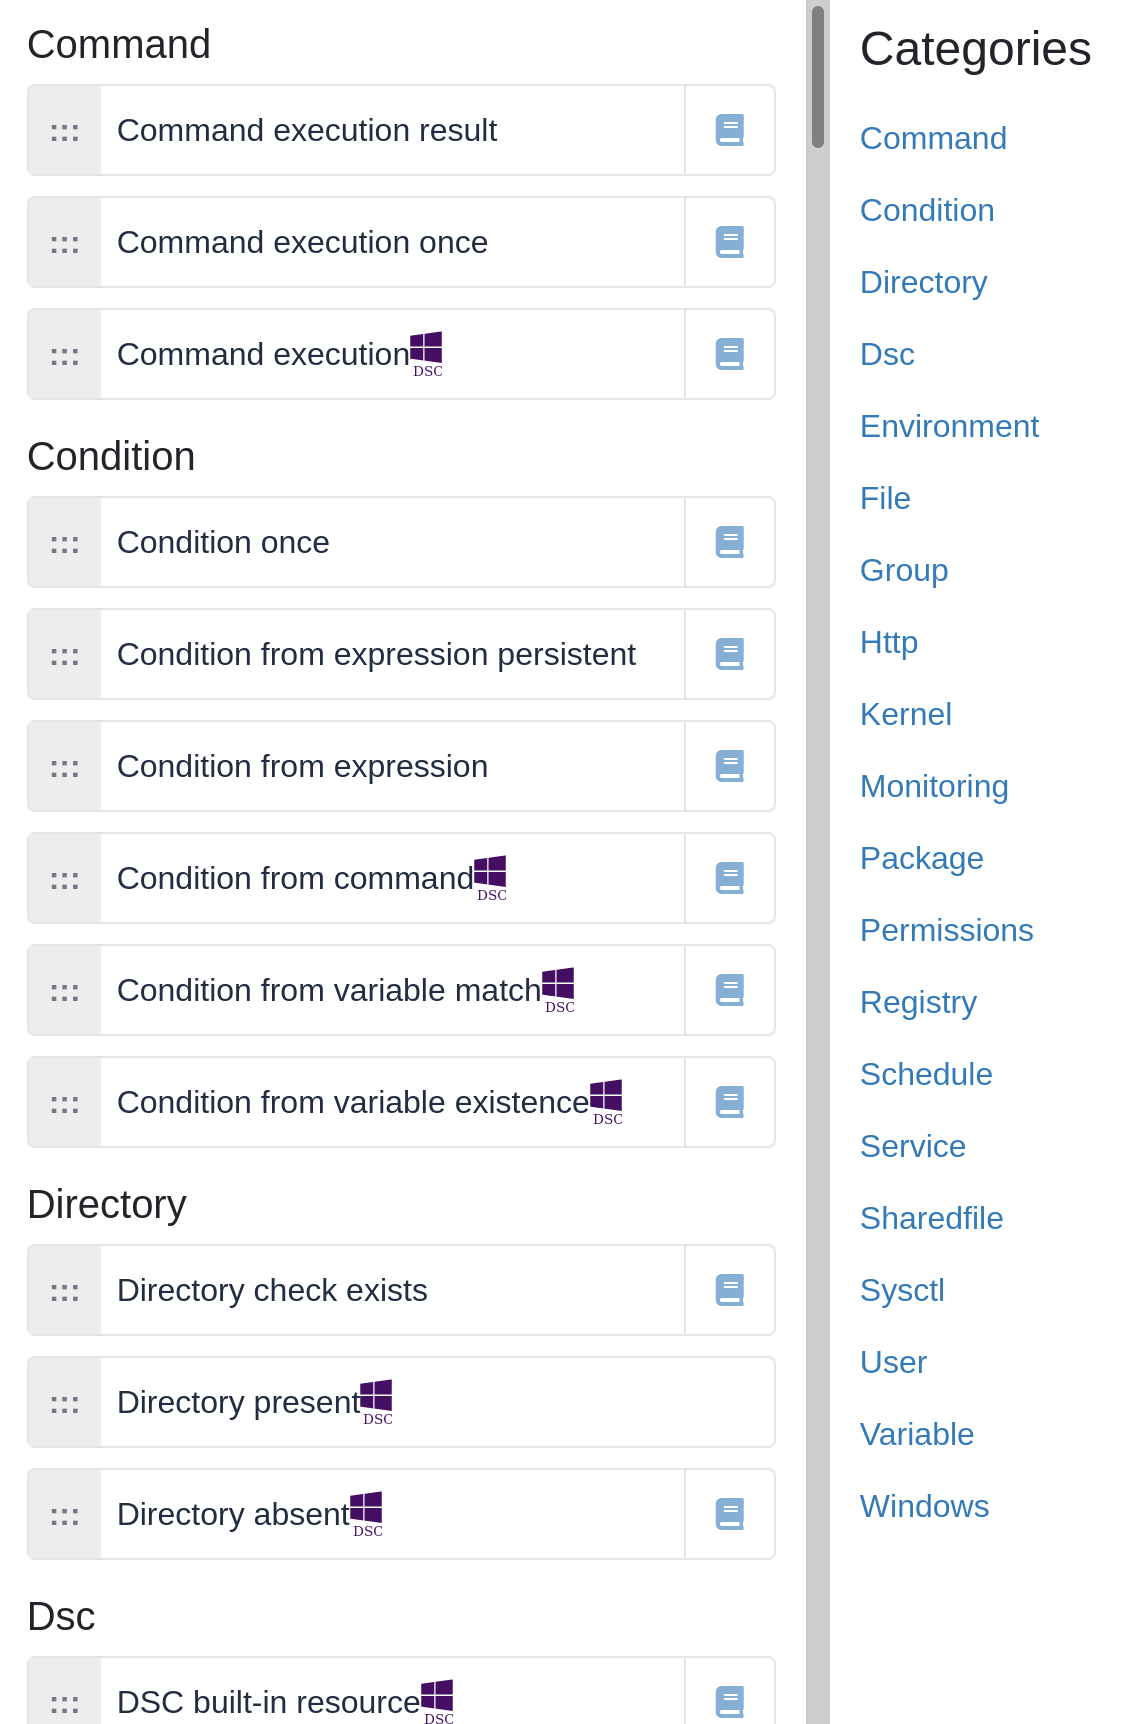 Command
Command execution result
Command execution once
Command execution DSC
Condition
Condition once
Condition from expression persistent
Condition from expression
Condition from command DSC
Condition from variable match DSC
Condition from variable existence DSC
Directory
Directory check exists
Directory present DSC
Directory absent DSC
Dsc
DSC built-in resource DSC
Categories
Command
Condition
Directory
Dsc
Environment
File
Group
Http
Kernel
Monitoring
Package
Permissions
Registry
Schedule
Service
Sharedfile
Sysctl
User
Variable
Windows